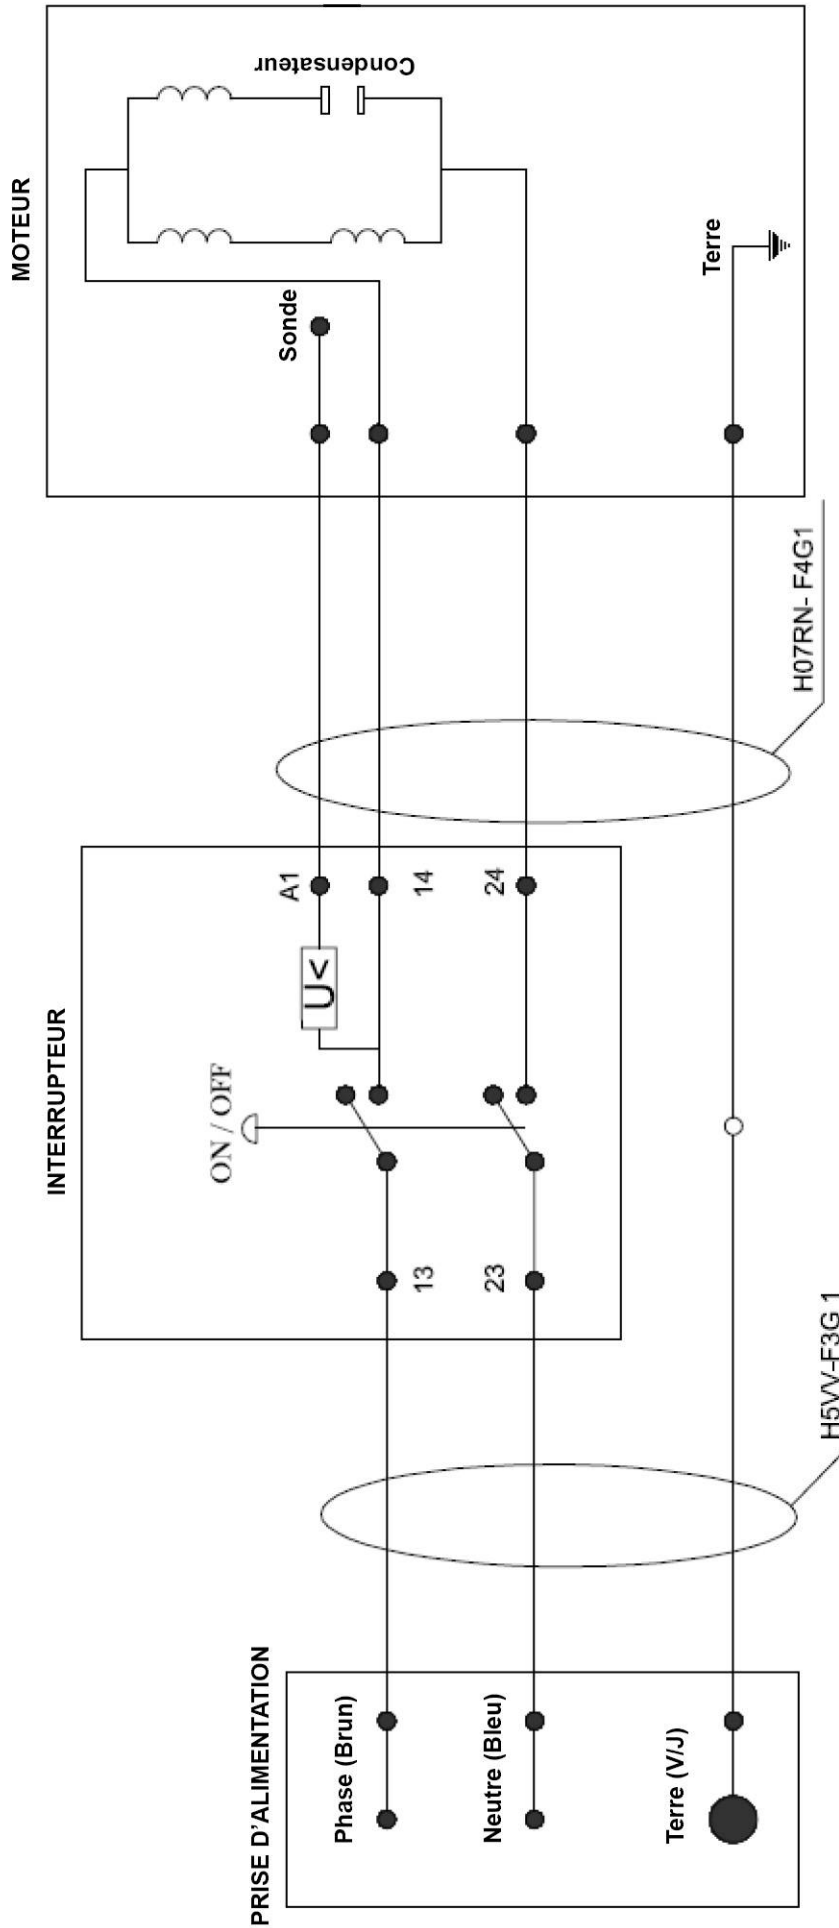 MOTEUR
Condensateur
Sonde
Terre
H07RN- F4G1
INTERRUPTEUR
ON / OFF
U<
A1
14
24
13
23
H5VV-F3G 1
PRISE D'ALIMENTATION
Phase (Brun)
Neutre (Bleu)
Terre (V/J)